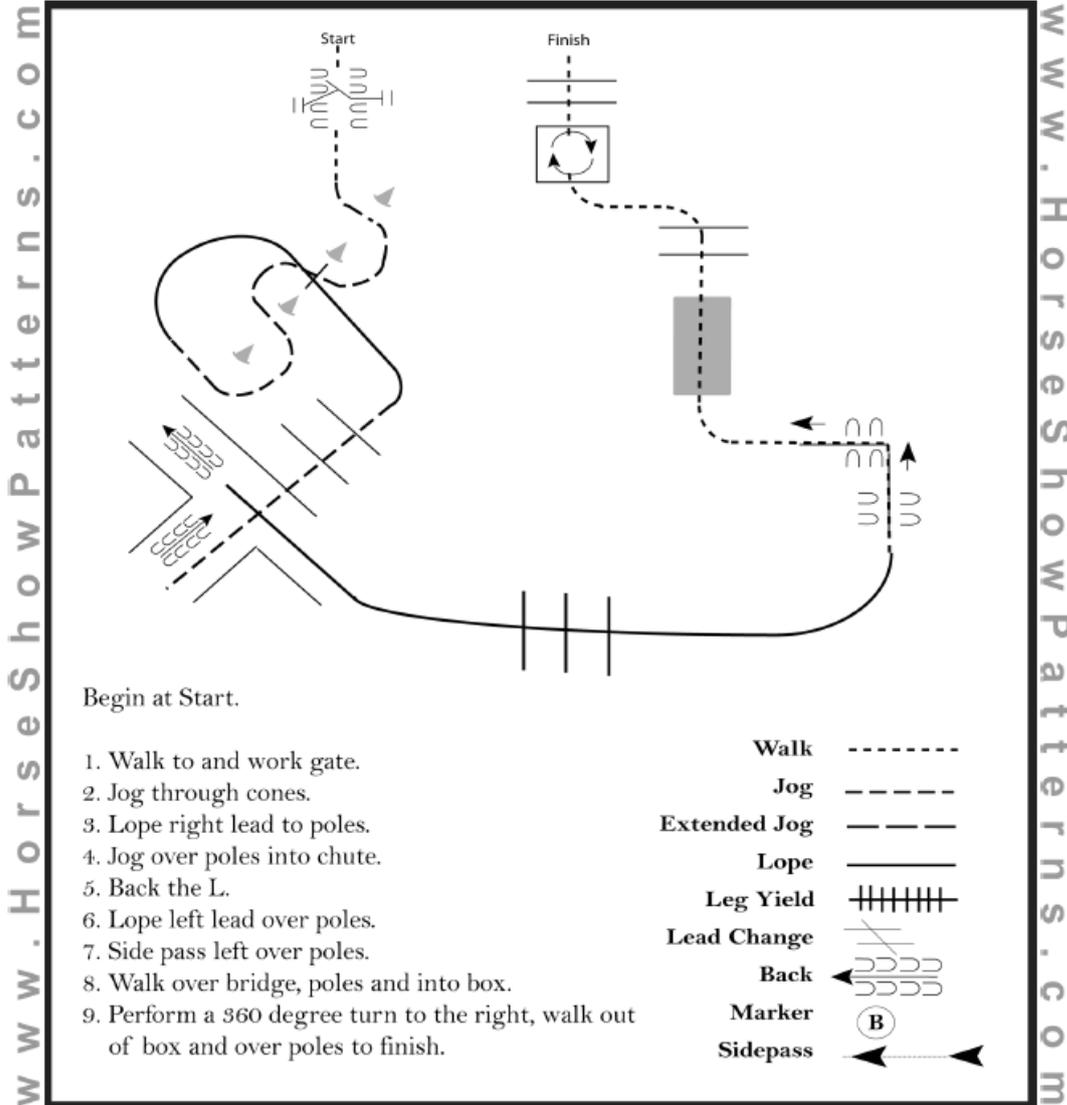 www.HorseShowPatterns.com
Start
Finish
Begin at Start.
1. Walk to and work gate.
2. Jog through cones.
3. Lope right lead to poles.
4. Jog over poles into chute.
5. Back the L.
6. Lope left lead over poles.
7. Side pass left over poles.
8. Walk over bridge, poles and into box.
9. Perform a 360 degree turn to the right, walk out
of box and over poles to finish.
Walk
Jog
Extended Jog
Lope
Leg Yield
Lead Change
Back
Marker
B
Sidepass
www.HorseShowPatterns.com